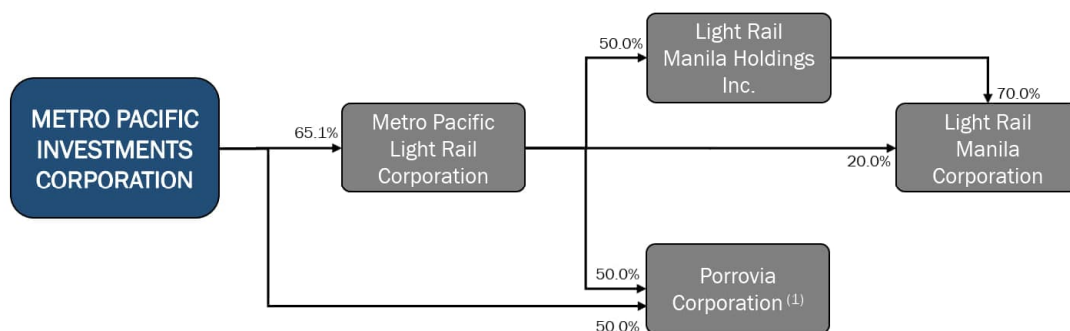 METRO PACIFIC
INVESTMENTS
CORPORATION
65.1%
Metro Pacific
Light Rail
Corporation
50.0%
Light Rail
Manila Holdings
Inc.
70.0%
20.0%
Light Rail
Manila
Corporation
50.0%
50.0%
Porrovia
Corporation (1)